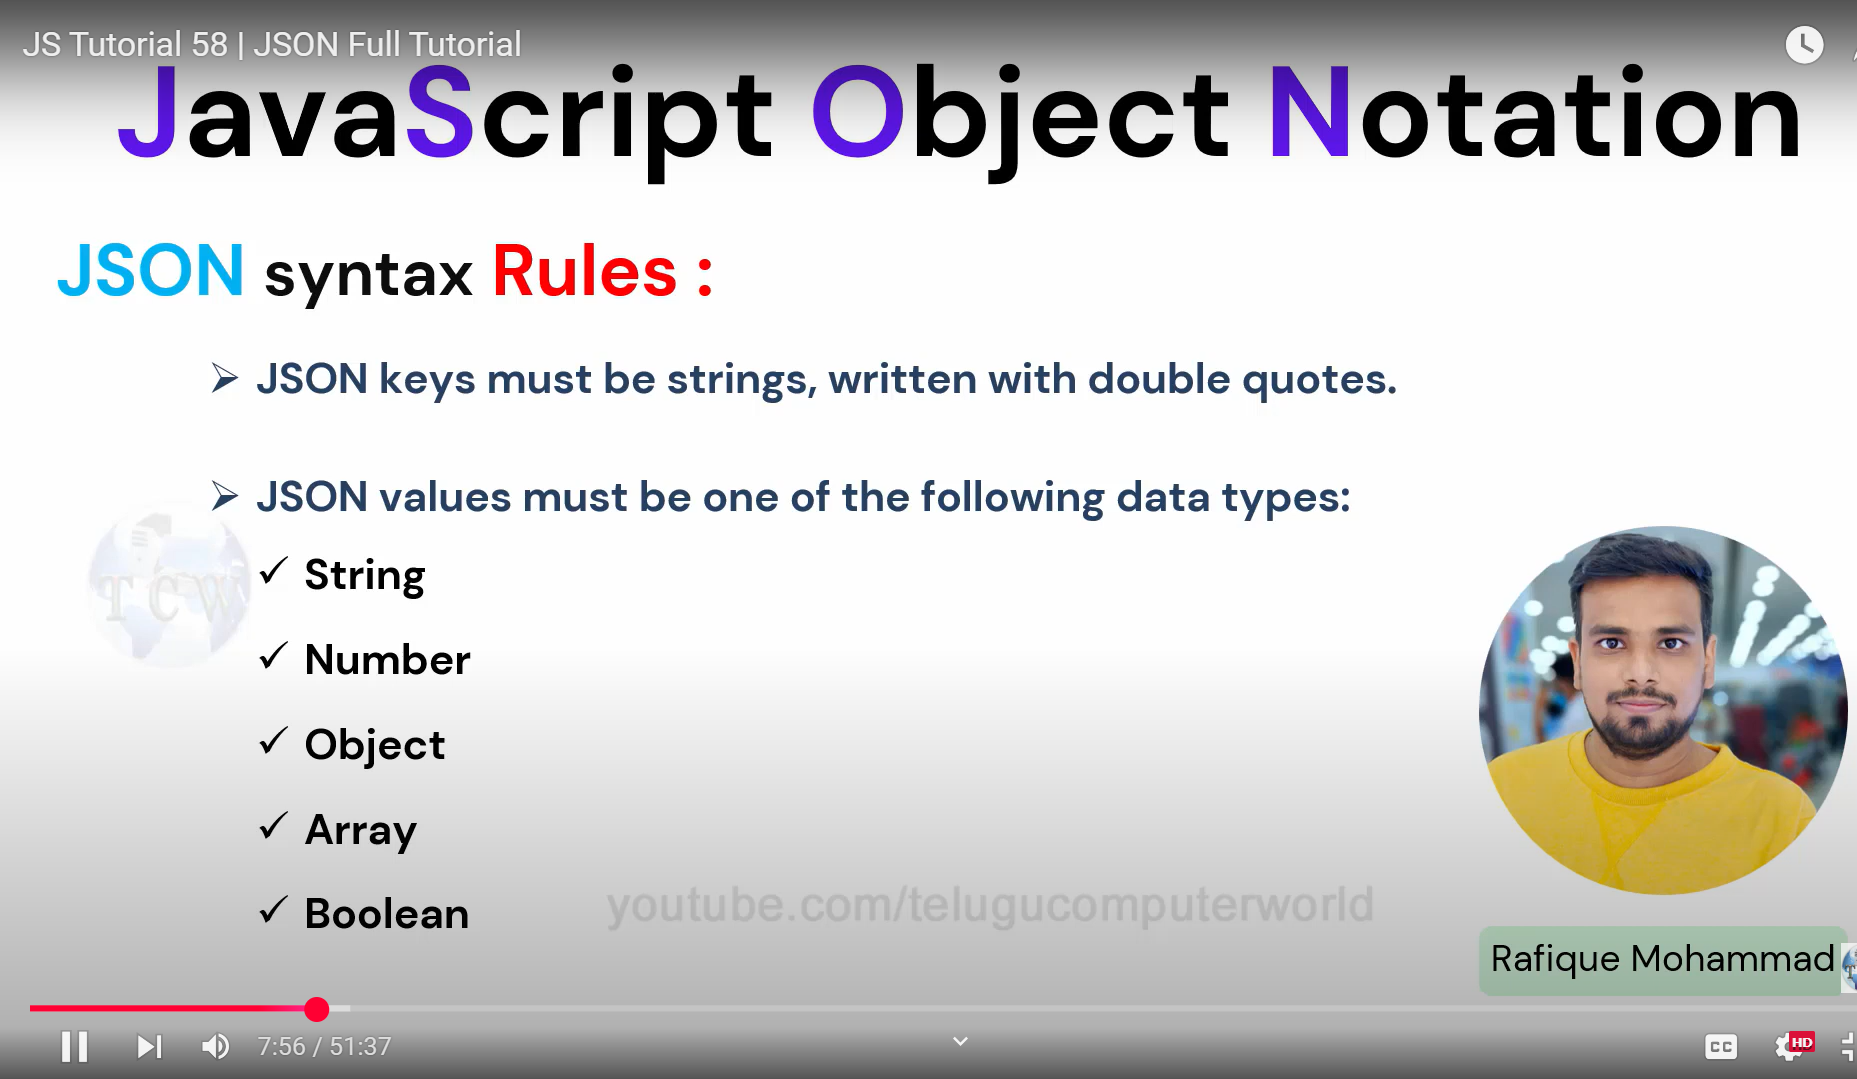 JS Tutorial 58 | JSON Full Tutorial
JavaScript Object Notation
JSON syntax Rules :
JSON keys must be strings, written with double quotes.
JSON values must be one of the following data types:
String
Number
Object
Array
Boolean
TCW
youtube.com/telugucomputerworld
Rafique Mohammad
7:56 / 51:37
CC
HD